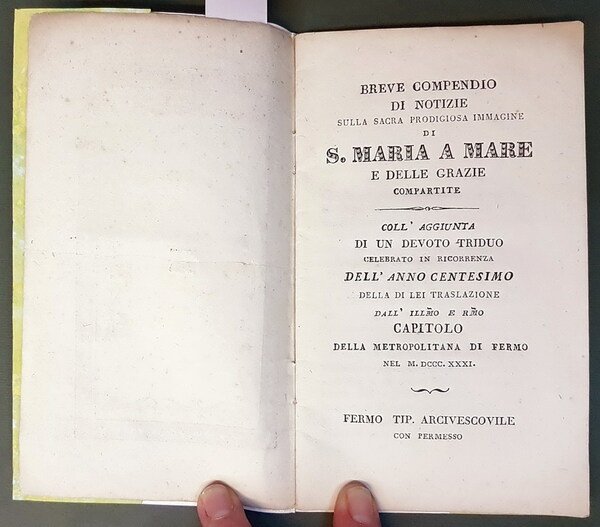 BREVE COMPENDIO
DI NOTIZIE
SULLA SACRA PRODIGIOSA IMMAGINE
DI
S. MARIA A MARE
E DELLE GRAZIE
COMPARTITE
COLL' AGGIUNTA
DI UN DEVOTO TRIDUO
CELEBRATO IN RICORRENZA
DELL' ANNO CENTESIMO
DELLA DI LEI TRASLAZIONE
DALL' ILLM̃O E RM̃O
CAPITOLO
DELLA METROPOLITANA DI FERMO
NEL M. DCCC. XXXI.
FERMO TIP. ARCIVESCOVILE
CON PERMESSO